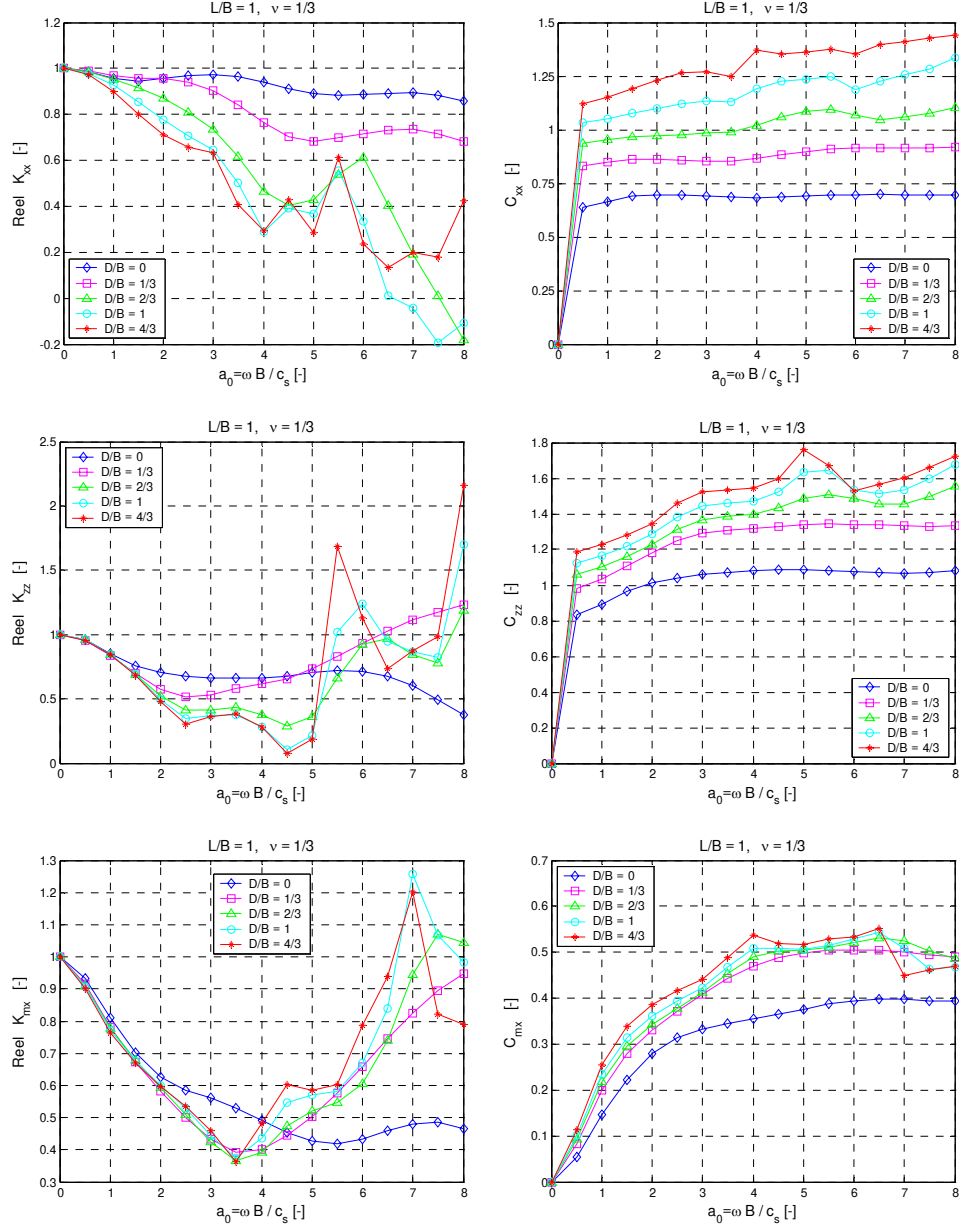 L/B = 1, ν = 1/3
1.2
1
0.8
0.6
0.4
0.2
0
-0.2
Reel K_xx [-]
D/B = 0
D/B = 1/3
D/B = 2/3
D/B = 1
D/B = 4/3
0 1 2 3 4 5 6 7 8
a_0=ω B / c_s [-]
L/B = 1, ν = 1/3
1.5
1.25
1
0.75
0.5
0.25
0
C_xx [-]
D/B = 0
D/B = 1/3
D/B = 2/3
D/B = 1
D/B = 4/3
0 1 2 3 4 5 6 7 8
a_0=ω B / c_s [-]
L/B = 1, ν = 1/3
2.5
2
1.5
1
0.5
0
Reel K_zz [-]
D/B = 0
D/B = 1/3
D/B = 2/3
D/B = 1
D/B = 4/3
0 1 2 3 4 5 6 7 8
a_0=ω B / c_s [-]
L/B = 1, ν = 1/3
1.8
1.6
1.4
1.2
1
0.8
0.6
0.4
0.2
0
C_zz [-]
D/B = 0
D/B = 1/3
D/B = 2/3
D/B = 1
D/B = 4/3
0 1 2 3 4 5 6 7 8
a_0=ω B / c_s [-]
L/B = 1, ν = 1/3
1.3
1.2
1.1
1
0.9
0.8
0.7
0.6
0.5
0.4
0.3
Reel K_mx [-]
D/B = 0
D/B = 1/3
D/B = 2/3
D/B = 1
D/B = 4/3
0 1 2 3 4 5 6 7 8
a_0=ω B / c_s [-]
L/B = 1, ν = 1/3
0.7
0.6
0.5
0.4
0.3
0.2
0.1
0
C_mx [-]
D/B = 0
D/B = 1/3
D/B = 2/3
D/B = 1
D/B = 4/3
0 1 2 3 4 5 6 7 8
a_0=ω B / c_s [-]